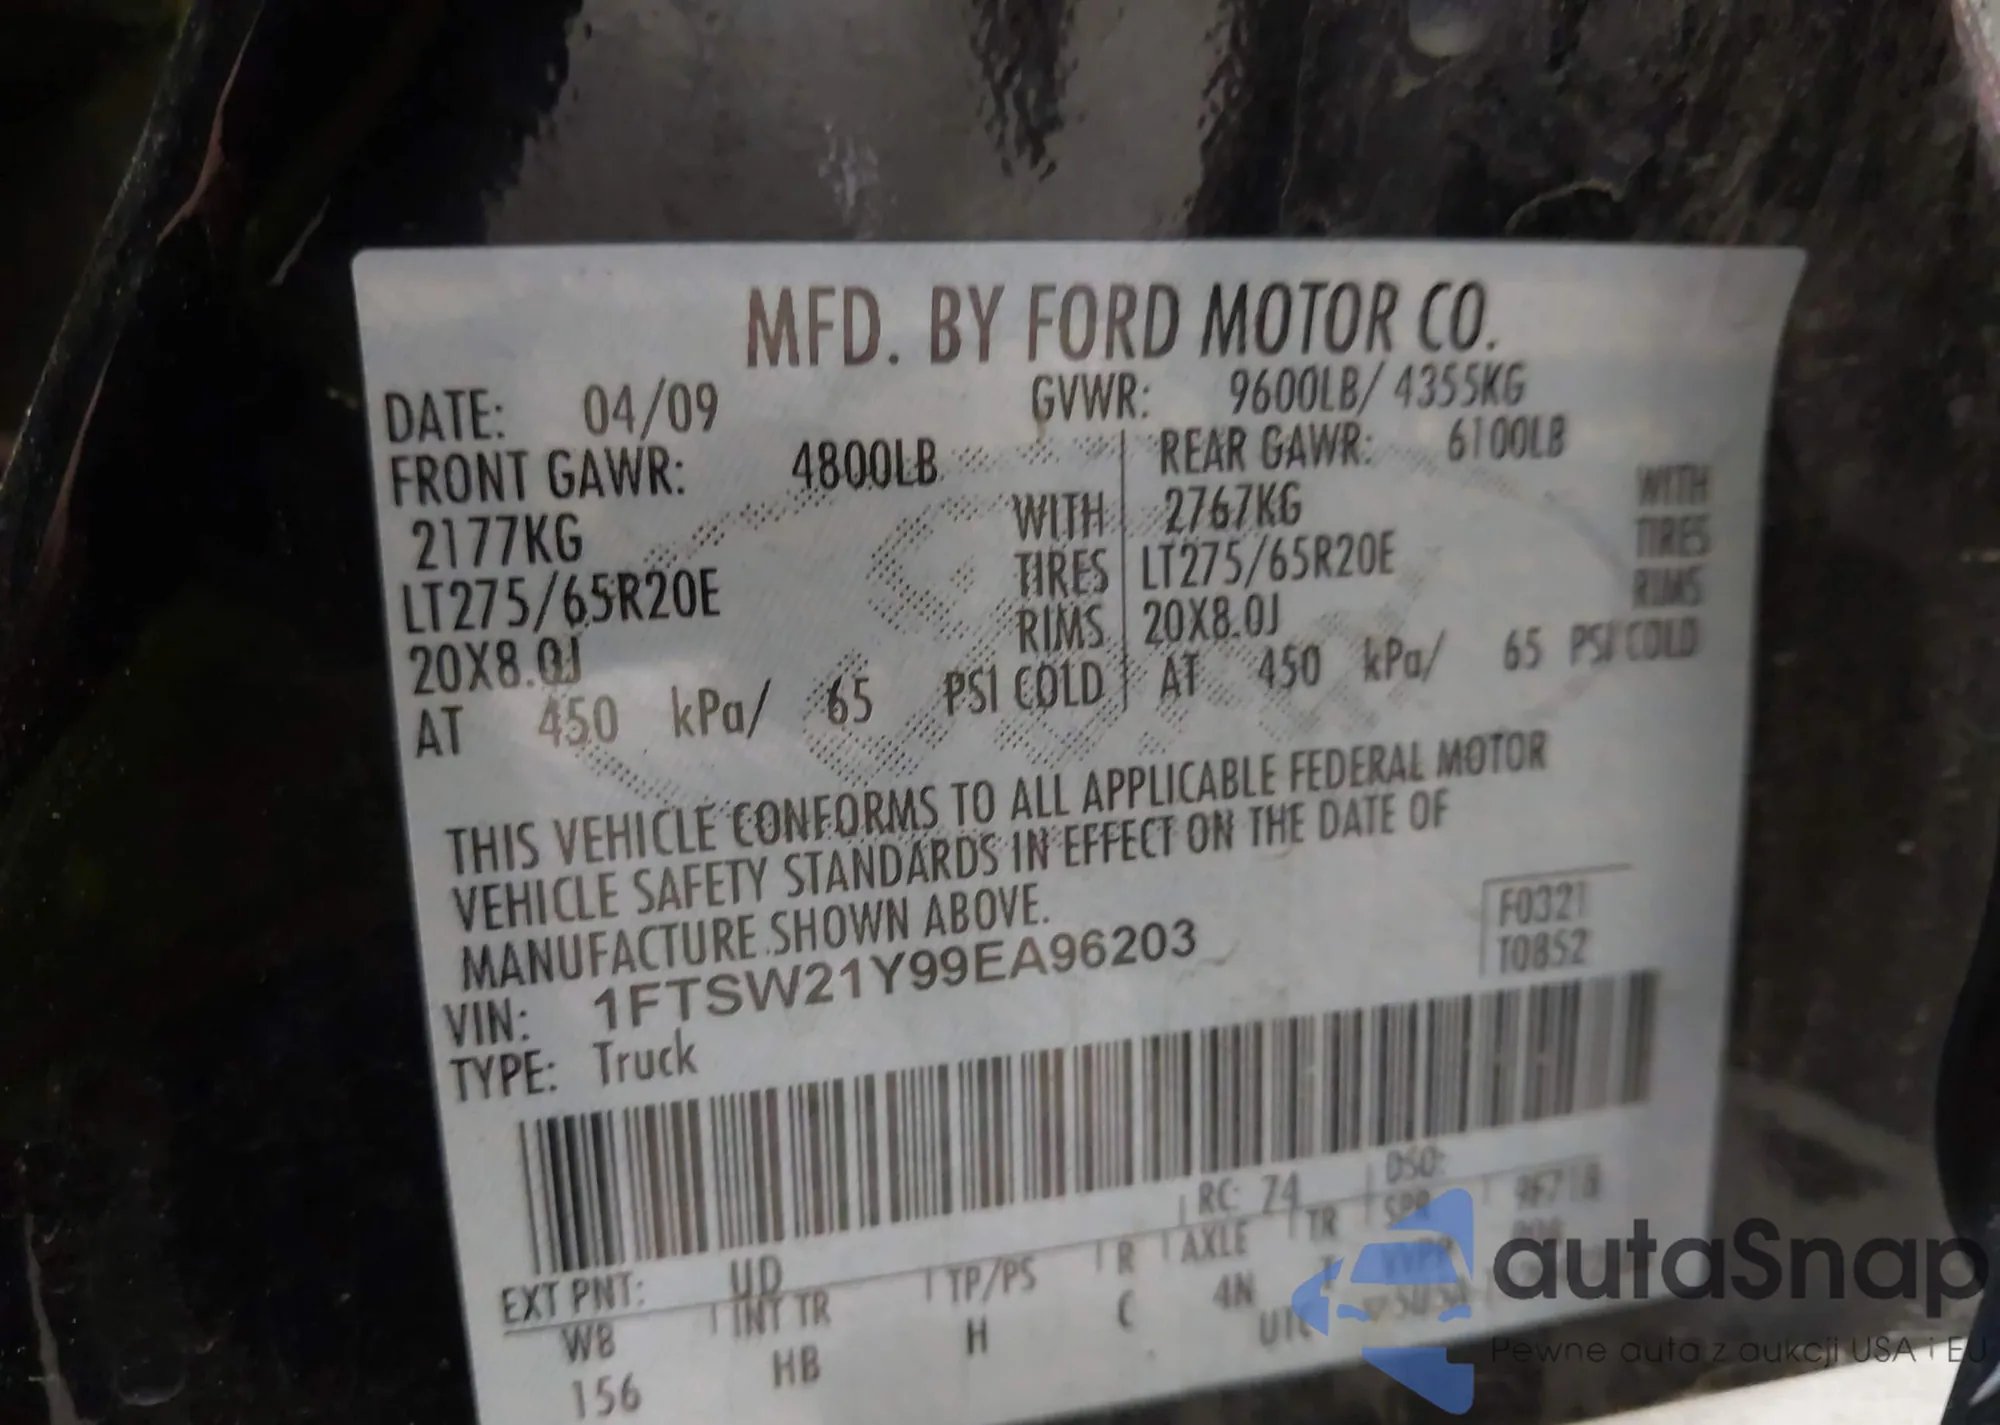 MFD. BY FORD MOTOR CO.
DATE: 04/09 GVWR: 9600LB/ 4355KG
FRONT GAWR: 4800LB REAR GAWR: 6100LB
2177KG WITH 2767KG WITH
LT275/65R20E TIRES LT275/65R20E TIRES
20X8.0J RIMS 20X8.0J RIMS
AT 450 kPa/ 65 PSI COLD AT 450 kPa/ 65 PSI COLD
THIS VEHICLE CONFORMS TO ALL APPLICABLE FEDERAL MOTOR
VEHICLE SAFETY STANDARDS IN EFFECT ON THE DATE OF
MANUFACTURE SHOWN ABOVE.
F0321
T0852
VIN: 1FTSW21Y99EA96203
TYPE: Truck
EXT PNT: UD RC: 74 DSO:
WB INT TR TP/PS R AXLE TR SPR
156 HB H C 4N T
autaSnap
Pewne auta z aukcji USA i EU